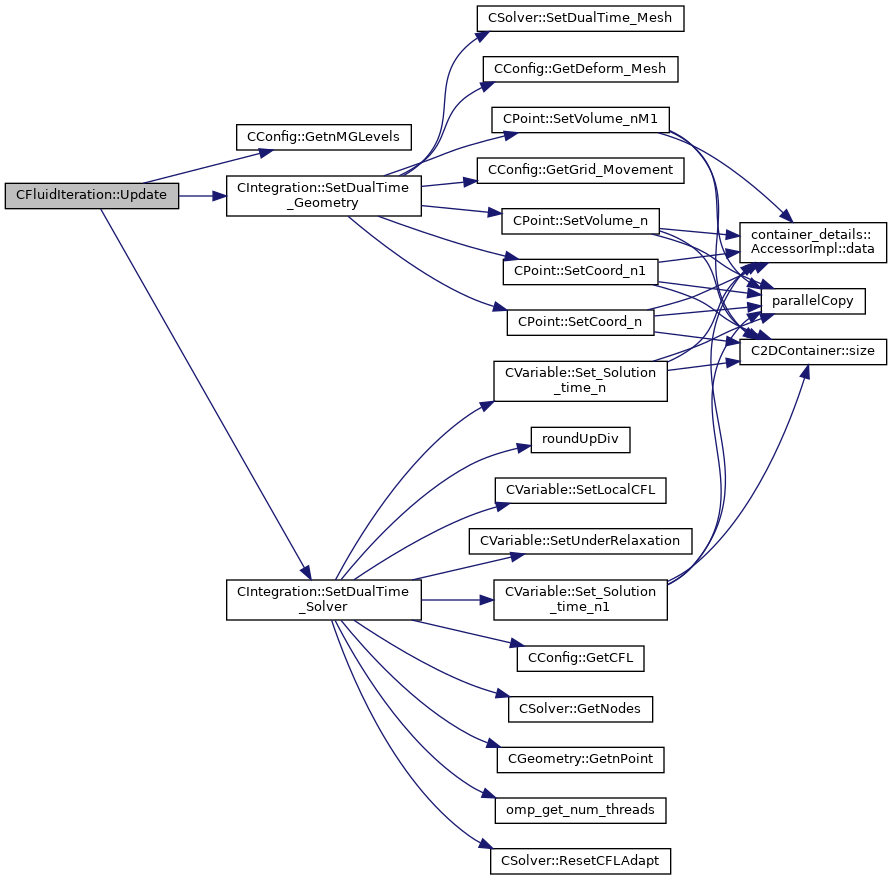 CFluidIteration::Update
CConfig::GetnMGLevels
CIntegration::SetDualTime
_Geometry
CIntegration::SetDualTime
_Solver
CSolver::SetDualTime_Mesh
CConfig::GetDeform_Mesh
CPoint::SetVolume_nM1
CConfig::GetGrid_Movement
CPoint::SetVolume_n
CPoint::SetCoord_n1
CPoint::SetCoord_n
CVariable::Set_Solution
_time_n
roundUpDiv
CVariable::SetLocalCFL
CVariable::SetUnderRelaxation
CVariable::Set_Solution
_time_n1
CConfig::GetCFL
CSolver::GetNodes
CGeometry::GetnPoint
omp_get_num_threads
CSolver::ResetCFLAdapt
container_details::
AccessorImpl::data
parallelCopy
C2DContainer::size